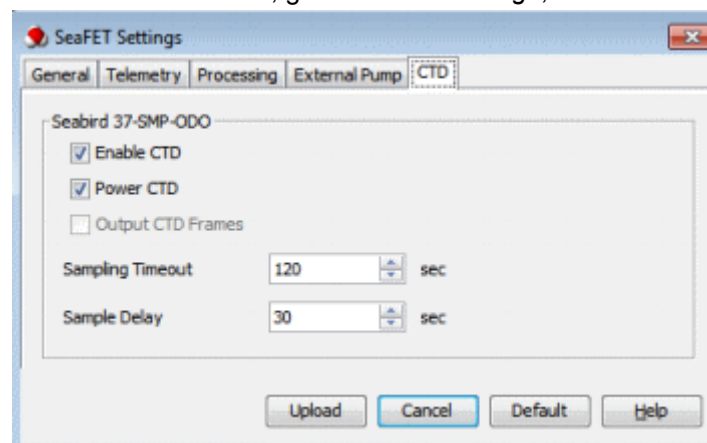 SeaFET Settings
General Telemetry Processing External Pump CTD
Seabird 37-SMP-ODO
Enable CTD
Power CTD
Output CTD Frames
Sampling Timeout 120 sec
Sample Delay 30 sec
Upload Cancel Default Help